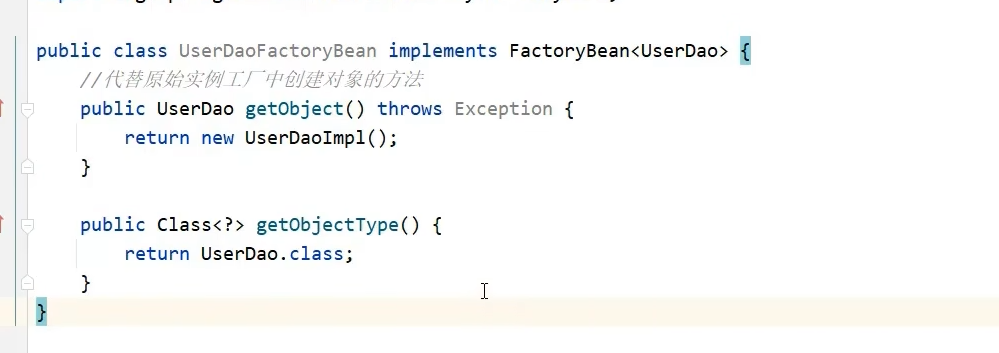 public class UserDaoFactoryBean implements FactoryBean<UserDao> {
//代替原始实例工厂中创建对象的方法
public UserDao getObject() throws Exception {
return new UserDaoImpl();
}
public Class<?> getObjectType() {
return UserDao.class;
}
}